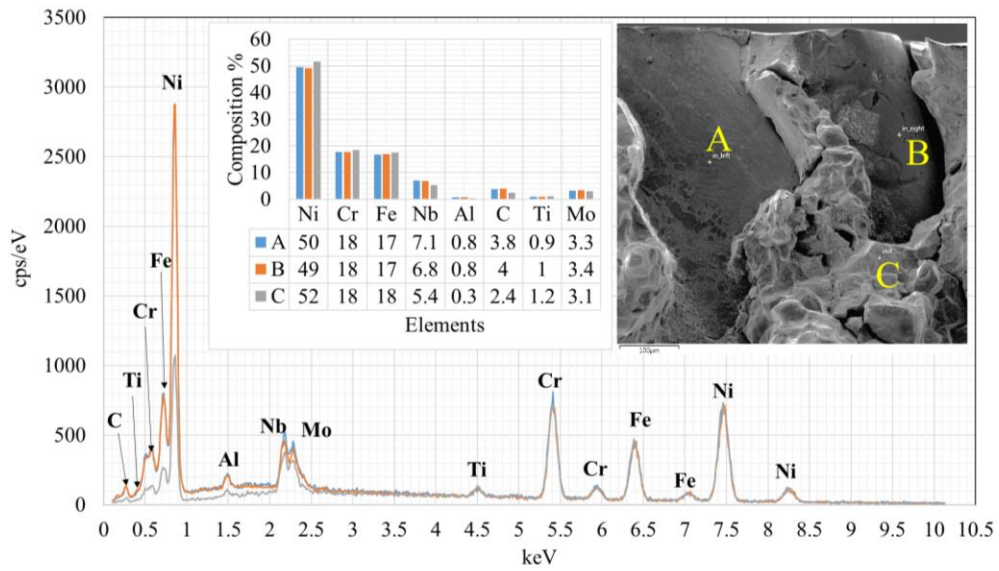 3500
3000
2500
2000
1500
1000
500
0
cps/eV
0 0.5 1 1.5 2 2.5 3 3.5 4 4.5 5 5.5 6 6.5 7 7.5 8 8.5 9 9.5 10 10.5
keV
C
Ti
Cr
Fe
Ni
Al
Nb
Mo
Ti
Cr
Cr
Fe
Fe
Ni
Ni
60
50
40
30
20
10
0
Composition %
Ni Cr Fe Nb Al C Ti Mo
A 50 18 17 7.1 0.8 3.8 0.9 3.3
B 49 18 17 6.8 0.8 4 1 3.4
C 52 18 18 5.4 0.3 2.4 1.2 3.1
Elements
A
in_left
in_right
B
C
100μm